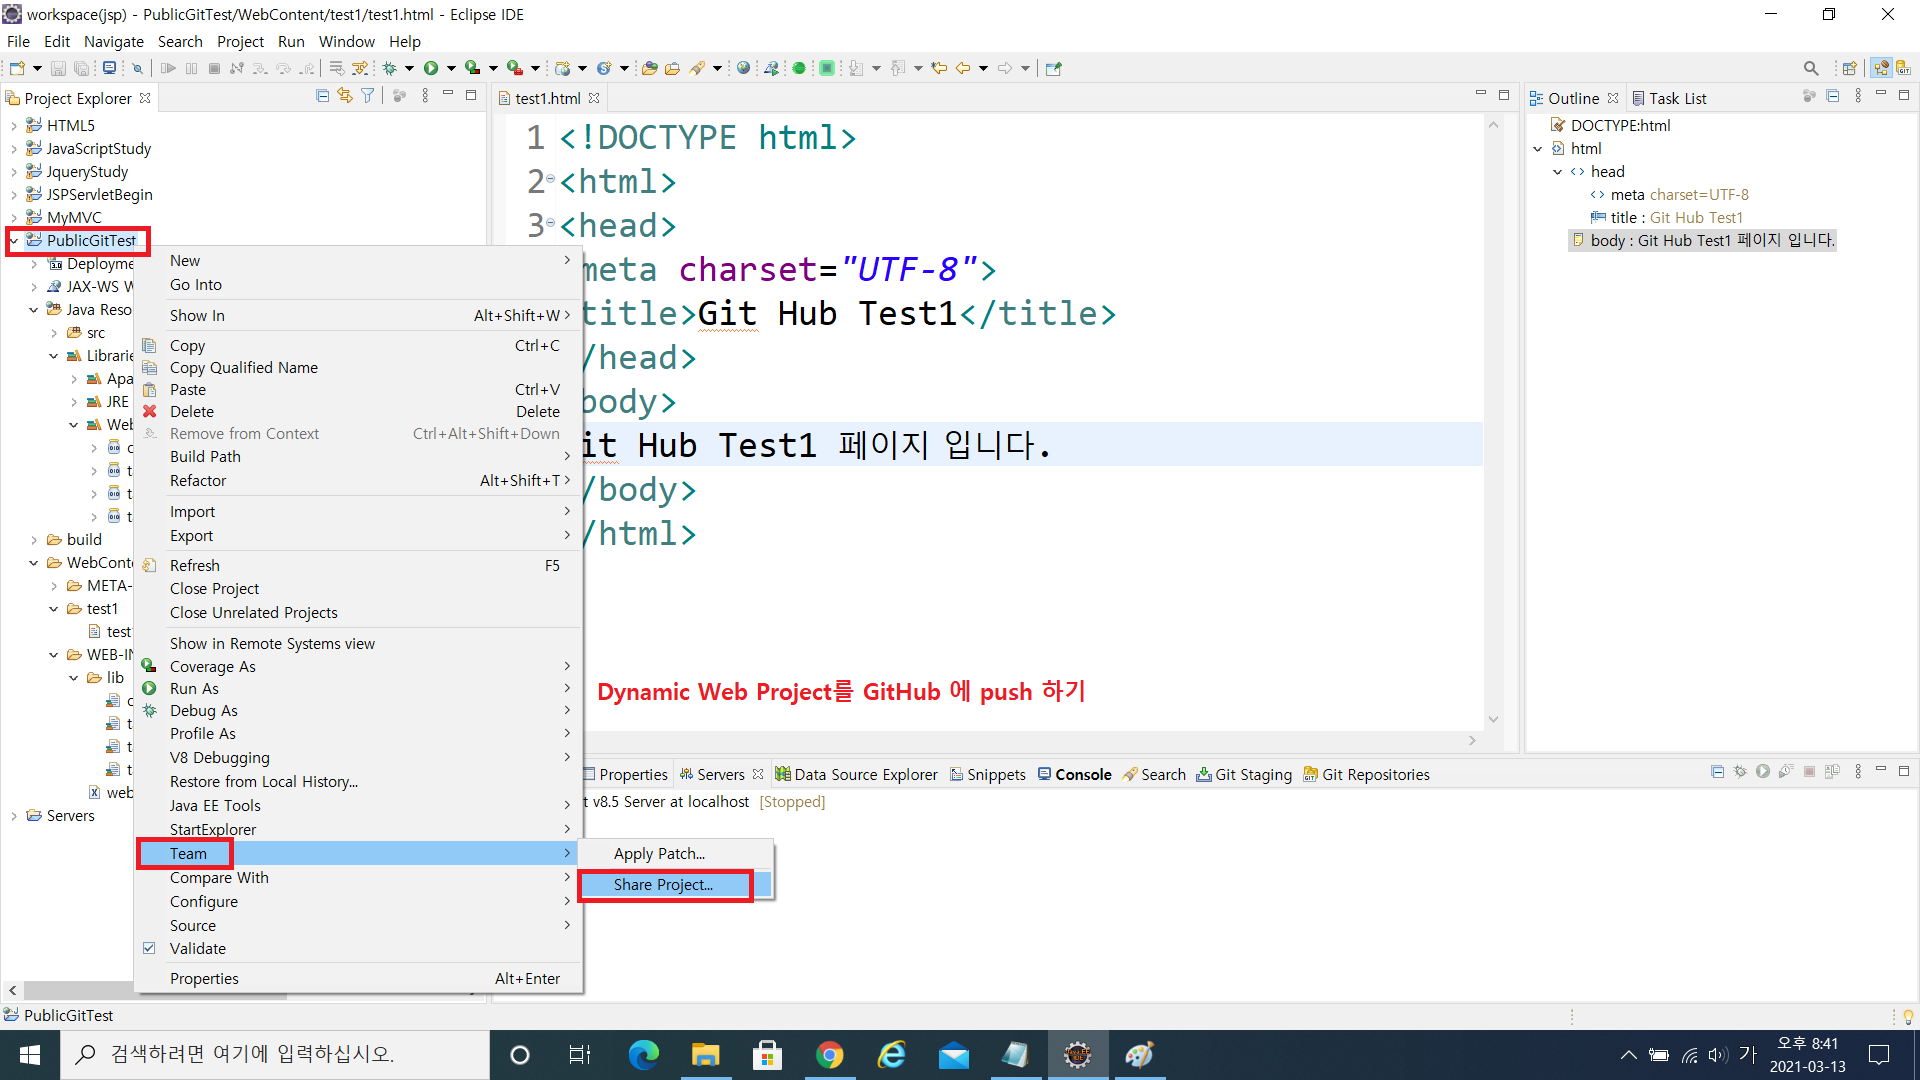 workspace(jsp) - PublicGitTest/WebContent/test1/test1.html - Eclipse IDE
File Edit Navigate Search Project Run Window Help
Project Explorer
HTML5
JavaScriptStudy
JqueryStudy
JSPServletBegin
MyMVC
PublicGitTest
Deployme
JAX-WS W
Java Reso
src
Librarie
Apa
JRE
Web
build
WebConte
META-
test1
test
WEB-IN
lib
web
Servers
New
Go Into
Show In Alt+Shift+W
Copy Ctrl+C
Copy Qualified Name
Paste Ctrl+V
Delete Delete
Remove from Context Ctrl+Alt+Shift+Down
Build Path
Refactor Alt+Shift+T
Import
Export
Refresh F5
Close Project
Close Unrelated Projects
Show in Remote Systems view
Coverage As
Run As
Debug As
Profile As
V8 Debugging
Restore from Local History...
Java EE Tools
StartExplorer
Team
Compare With
Configure
Source
Validate
Properties Alt+Enter
Apply Patch...
Share Project...
test1.html
1 <!DOCTYPE html>
2 <html>
3 <head>
meta charset="UTF-8">
title>Git Hub Test1</title>
/head>
body>
it Hub Test1 페이지 입니다.
/body>
/html>
Dynamic Web Project를 GitHub 에 push 하기
Outline Task List
DOCTYPE:html
html
head
meta charset=UTF-8
title : Git Hub Test1
body : Git Hub Test1 페이지 입니다.
Properties Servers Data Source Explorer Snippets Console Search Git Staging Git Repositories
t v8.5 Server at localhost [Stopped]
PublicGitTest
검색하려면 여기에 입력하십시오.
가
오후 8:41
2021-03-13